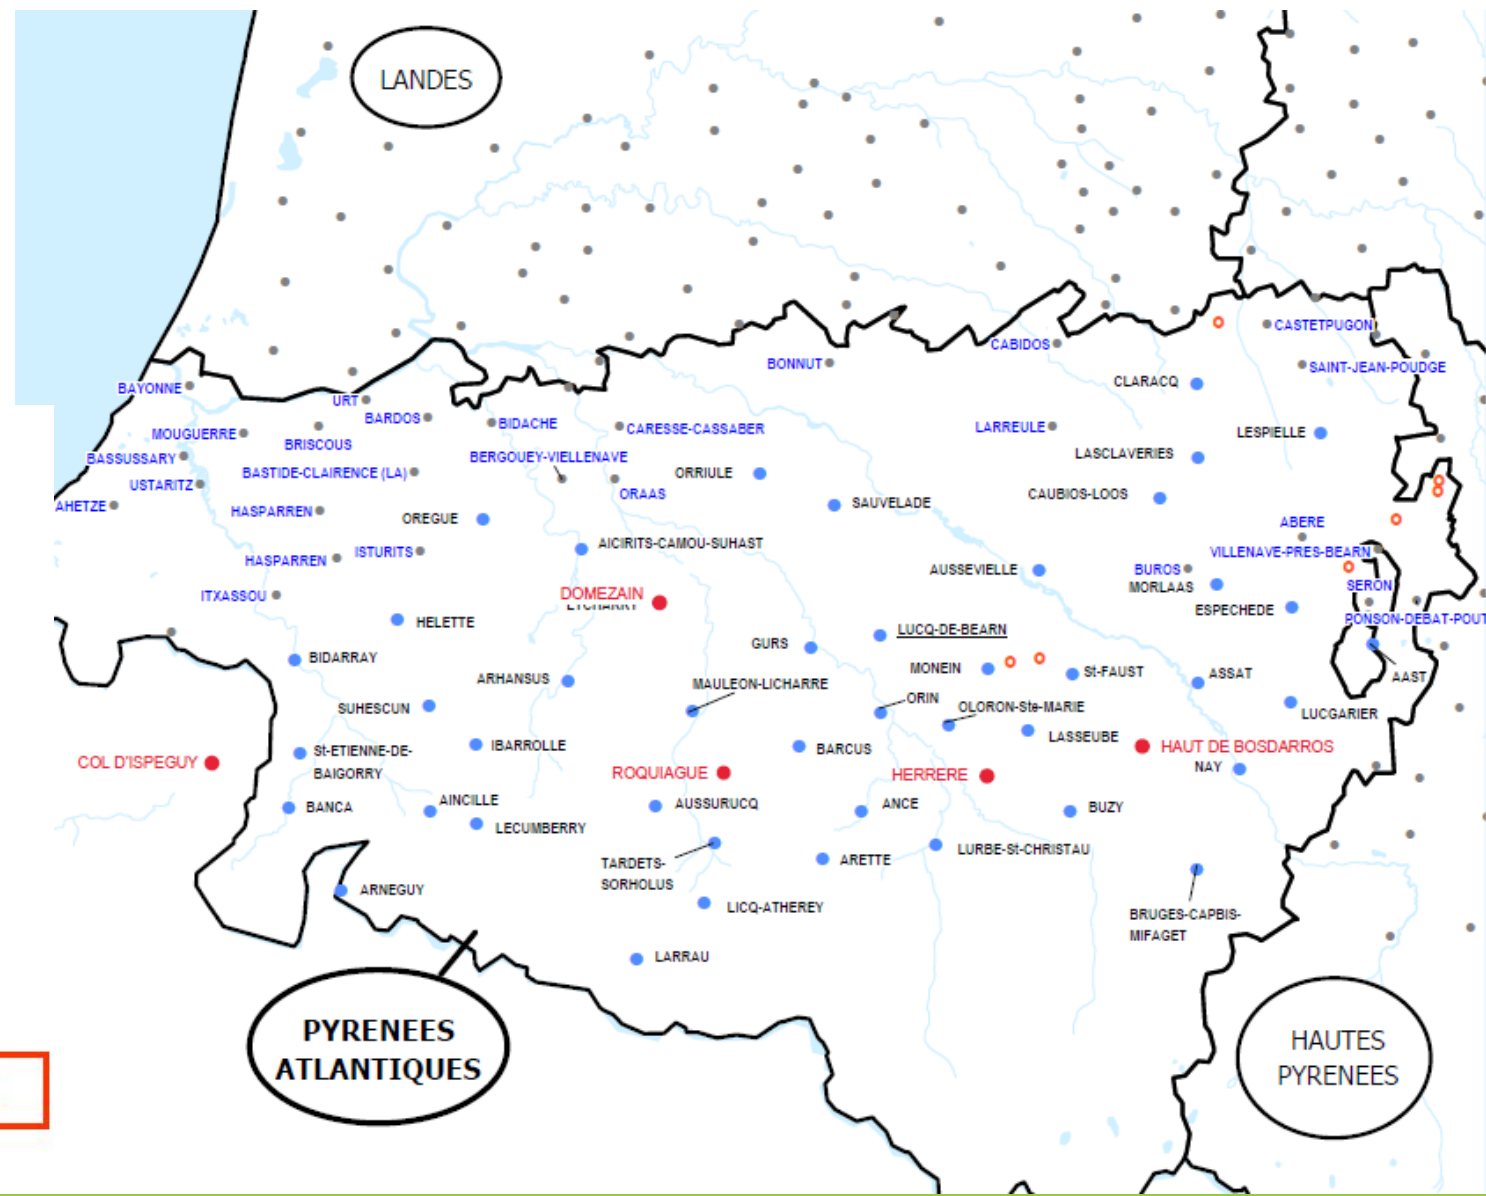 LANDES
CASTETPUGON
CABIDOS
BONNUT
SAINT-JEAN-POUDGE
CLARACQ
BAYONNE
URT
BARDOS
BIDACHE
CARESSE-CASSABER
LARREULE
LESPIELLE
MOUGUERRE
BRISCOUS
BASSUSSARY
BERGOUEY-VIELLENAVE
LASCLAVERIES
BASTIDE-CLAIRENCE (LA)
ORRIULE
USTARITZ
ORAAS
CAUBIOS-LOOS
AHETZE
SAUVELADE
HASPARREN
OREGUE
ABERE
AICIRITS-CAMOU-SUHAST
ISTURITS
VILLENAVE-PRES-BEARN
HASPARREN
AUSSEVIELLE
BUROS
MORLAAS
SERON
ITXASSOU
DOMEZAIN
ETCHARRY
ESPECHEDE
PONSON-DEBAT-POUT
HELETTE
LUCQ-DE-BEARN
GURS
BIDARRAY
MONEIN
St-FAUST
ASSAT
AAST
ARHANSUS
MAULEON-LICHARRE
ORIN
SUHESCUN
OLORON-Ste-MARIE
LUCGARIER
LASSEUBE
IBARROLLE
BARCUS
HAUT DE BOSDARROS
St-ETIENNE-DE-
BAIGORRY
COL D'ISPEGUY
NAY
ROQUIAGUE
HERRERE
AINCILLE
BANCA
AUSSURUCQ
ANCE
BUZY
LECUMBERRY
LURBE-St-CHRISTAU
TARDETS-
SORHOLUS
ARETTE
ARNEGUY
LICQ-ATHEREY
BRUGES-CAPBIS-
MIFAGET
LARRAU
PYRENEES
ATLANTIQUES
HAUTES
PYRENEES